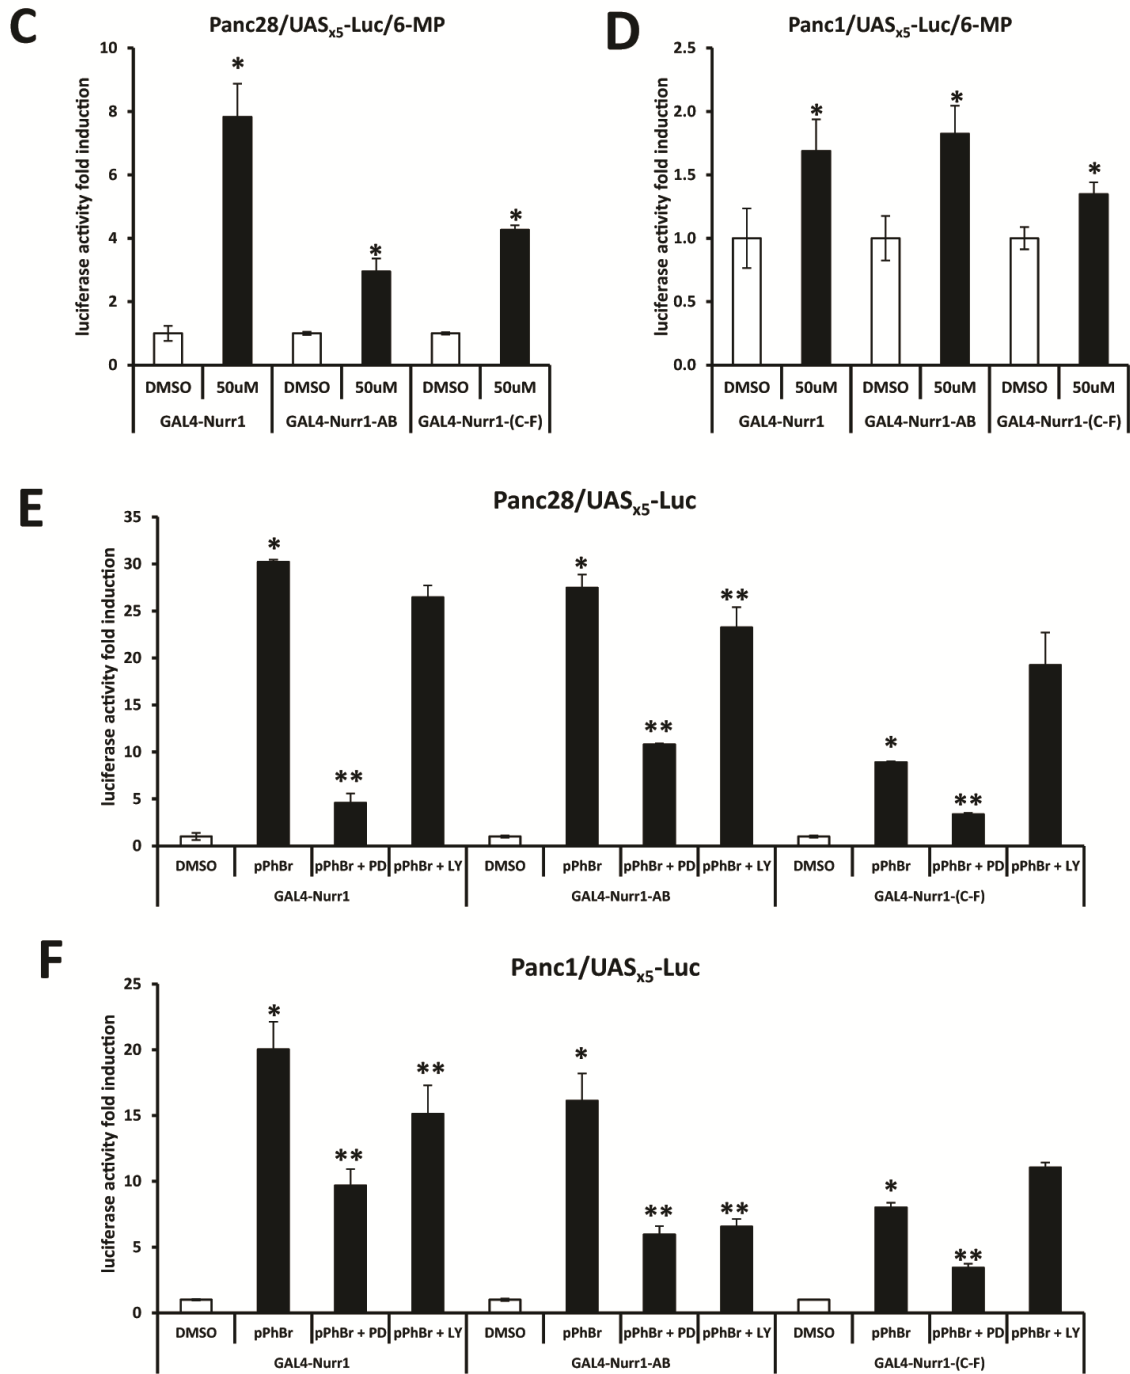 C
Panc28/UASx5-Luc/6-MP
luciferase activity fold induction
10
8
6
4
2
0
*
*
*
DMSO 50uM DMSO 50uM DMSO 50uM
GAL4-Nurr1 GAL4-Nurr1-AB GAL4-Nurr1-(C-F)
D
Panc1/UASx5-Luc/6-MP
luciferase activity fold induction
2.5
2.0
1.5
1.0
0.5
0.0
*
*
*
DMSO 50uM DMSO 50uM DMSO 50uM
GAL4-Nurr1 GAL4-Nurr1-AB GAL4-Nurr1-(C-F)
E
Panc28/UASx5-Luc
luciferase activity fold induction
35
30
25
20
15
10
5
0
*
**
*
**
**
*
**
DMSO pPhBr pPhBr + PD pPhBr + LY DMSO pPhBr pPhBr + PD pPhBr + LY DMSO pPhBr pPhBr + PD pPhBr + LY
GAL4-Nurr1 GAL4-Nurr1-AB GAL4-Nurr1-(C-F)
F
Panc1/UASx5-Luc
luciferase activity fold induction
25
20
15
10
5
0
*
**
**
*
**
**
*
**
DMSO pPhBr pPhBr + PD pPhBr + LY DMSO pPhBr pPhBr + PD pPhBr + LY DMSO pPhBr pPhBr + PD pPhBr + LY
GAL4-Nurr1 GAL4-Nurr1-AB GAL4-Nurr1-(C-F)